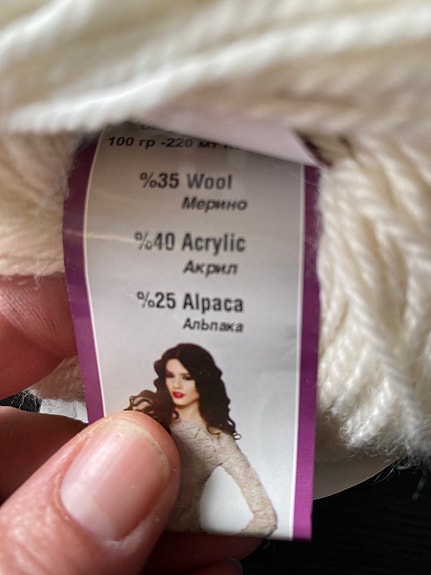 100 гр -220 мт
%35 Wool
Мерино
%40 Acrylic
Акрил
%25 Alpaca
Альпака